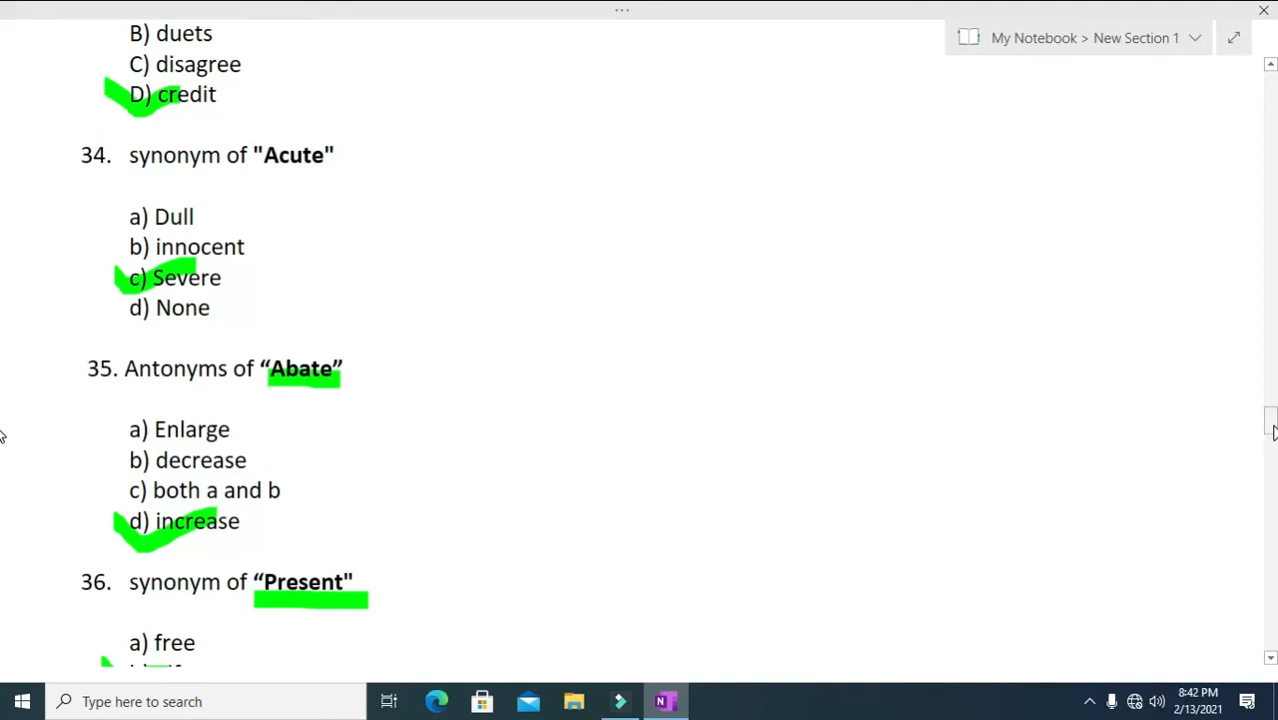 ...
My Notebook > New Section 1
B) duets
C) disagree
D) credit
34. synonym of "Acute"
a) Dull
b) innocent
c) Severe
d) None
35. Antonyms of “Abate”
a) Enlarge
b) decrease
c) both a and b
d) increase
36. synonym of “Present"
a) free
Type here to search
8:42 PM
2/13/2021